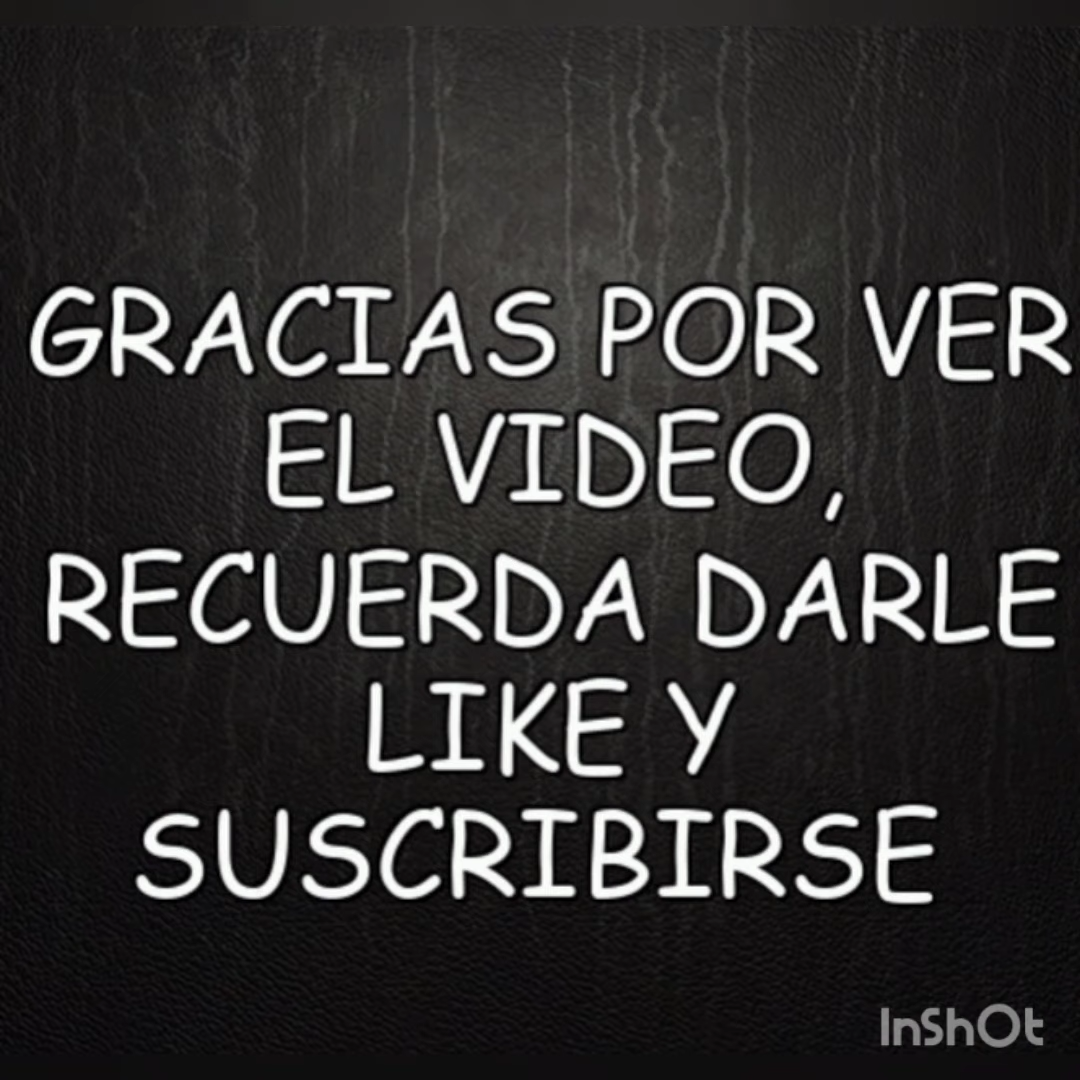 GRACIAS POR VER
EL VIDEO,
RECUERDA DARLE
LIKE Y
SUSCRIBIRSE
InShOt